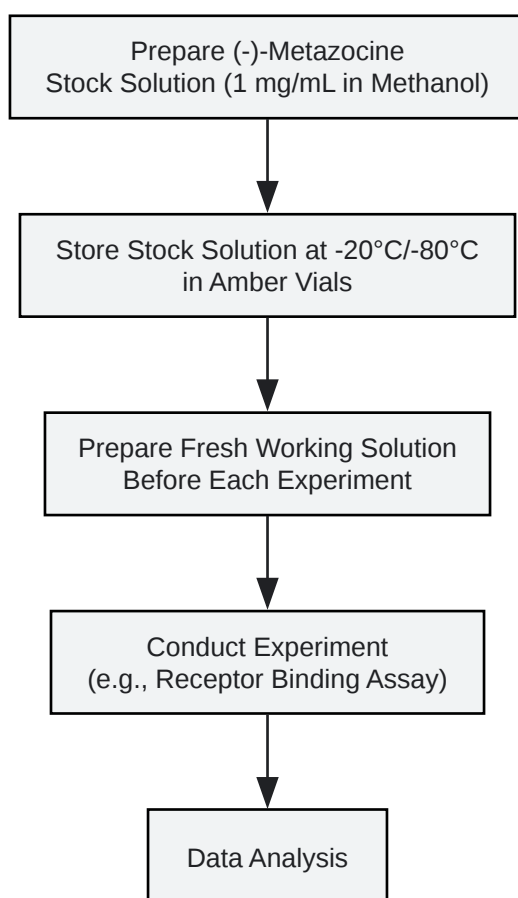 Prepare (-)-Metazocine
Stock Solution (1 mg/mL in Methanol)
Store Stock Solution at -20°C/-80°C
in Amber Vials
Prepare Fresh Working Solution
Before Each Experiment
Conduct Experiment
(e.g., Receptor Binding Assay)
Data Analysis